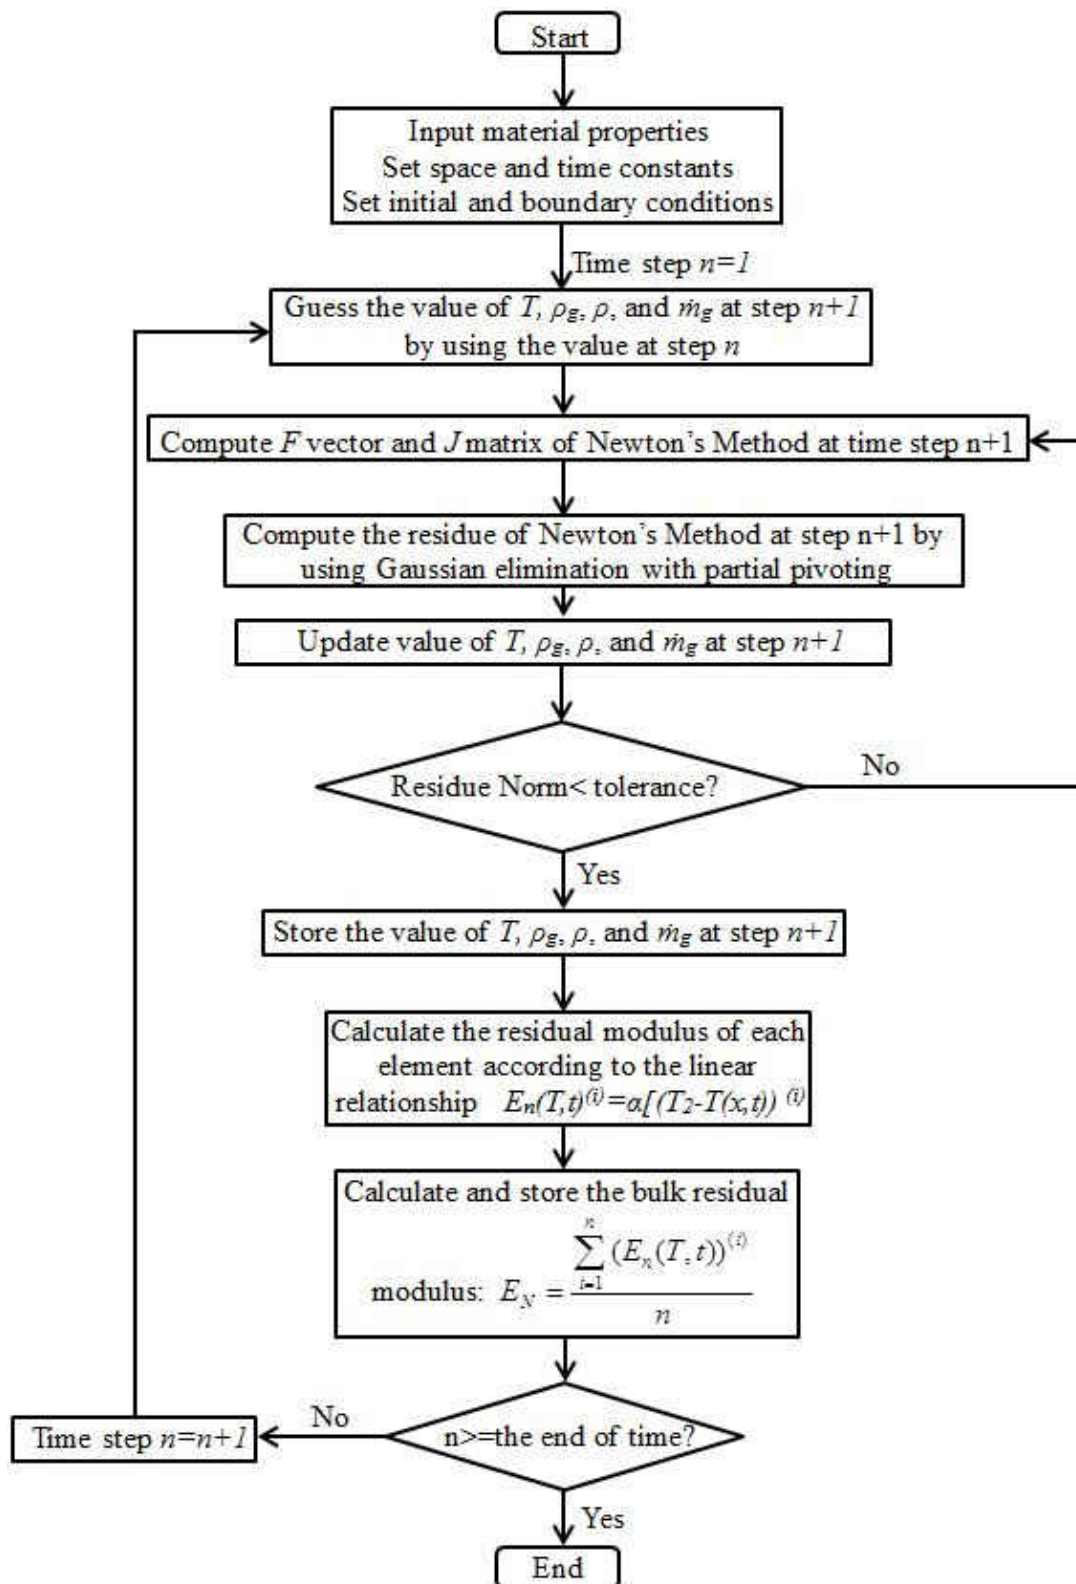 Start
Input material properties
Set space and time constants
Set initial and boundary conditions
Time step n=1
Guess the value of T, ρg, ρ, and ṁg at step n+1
by using the value at step n
Compute F vector and J matrix of Newton's Method at time step n+1
Compute the residue of Newton's Method at step n+1 by
using Gaussian elimination with partial pivoting
Update value of T, ρg, ρ, and ṁg at step n+1
Residue Norm< tolerance?
No
Yes
Store the value of T, ρg, ρ, and ṁg at step n+1
Calculate the residual modulus of each
element according to the linear
relationship En(T,t)(i)=α[(T2-T(x,t)) (i)
Calculate and store the bulk residual
modulus: EN = n∑i=1 (En(T,t))(i) / n
No
Time step n=n+1
n>=the end of time?
Yes
End